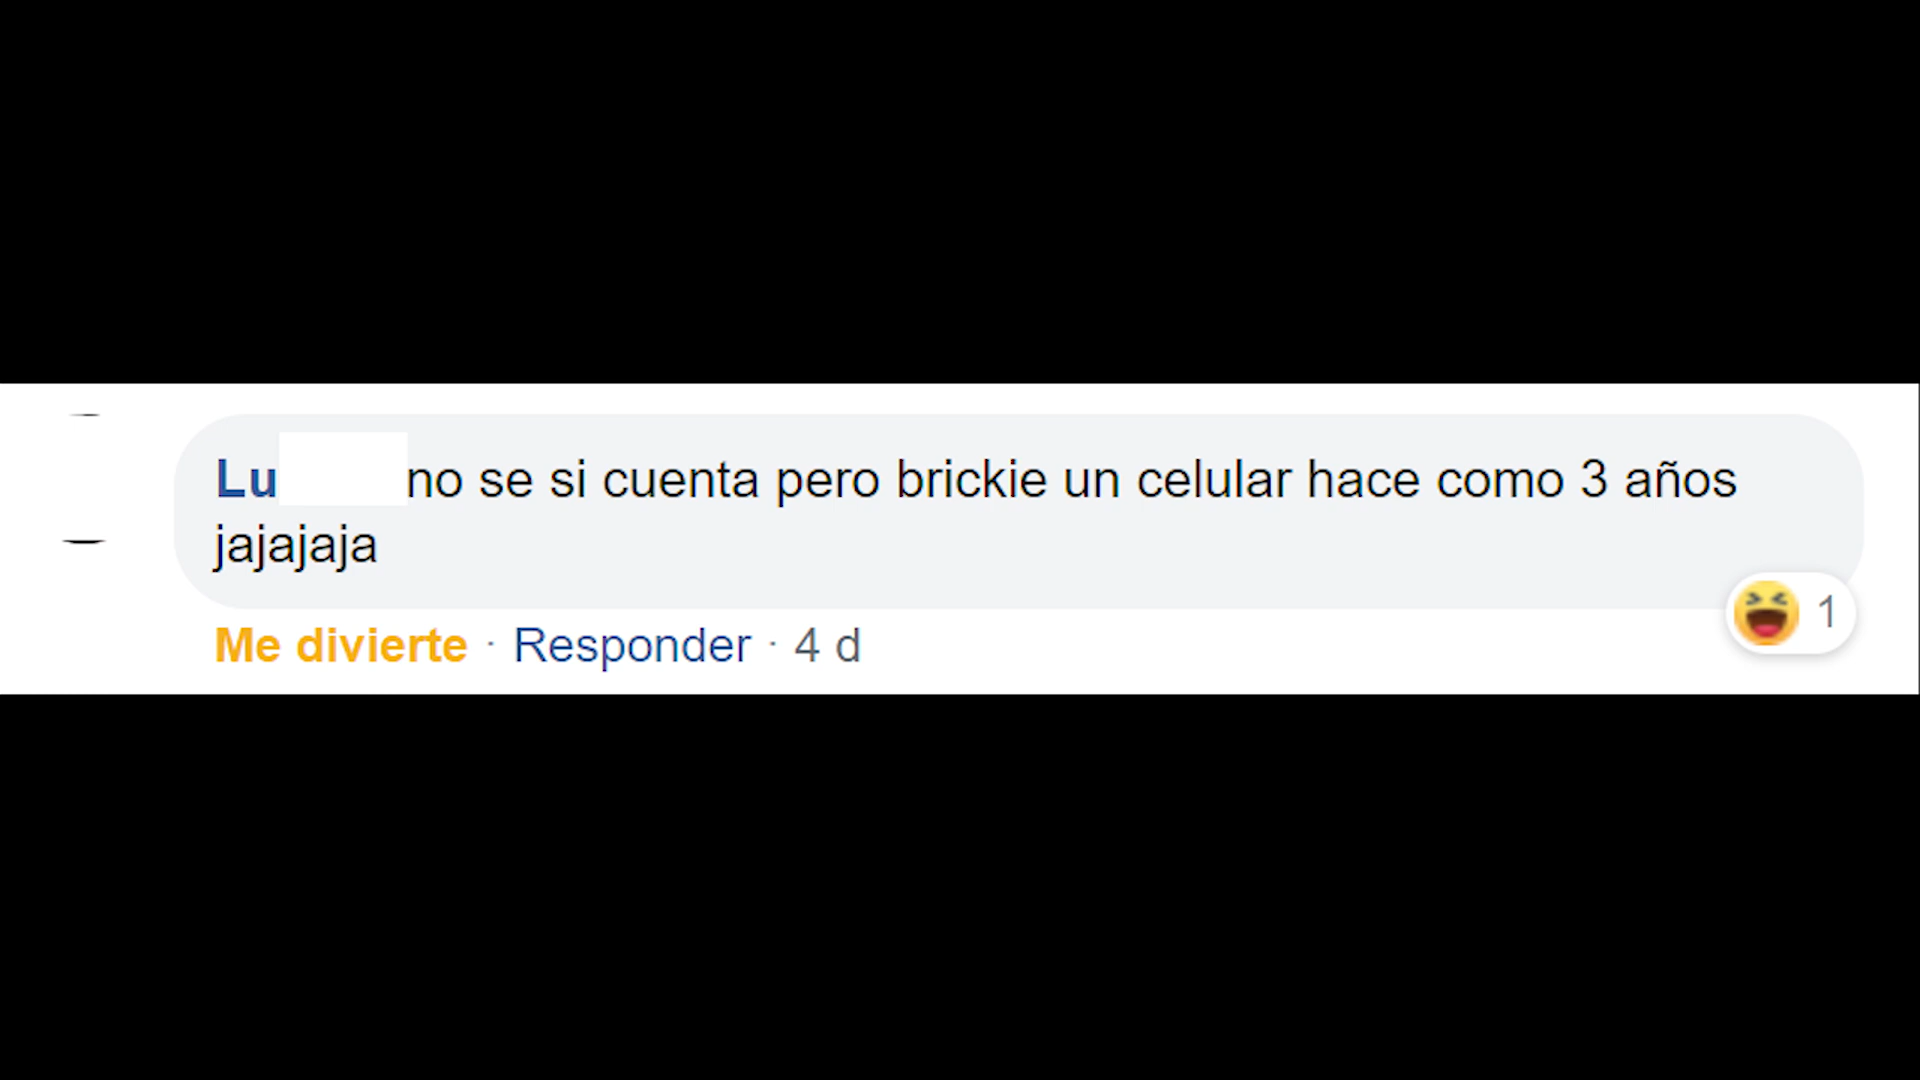 Lu no se si cuenta pero brickie un celular hace como 3 años
jajajaja
Me divierte · Responder · 4 d
1